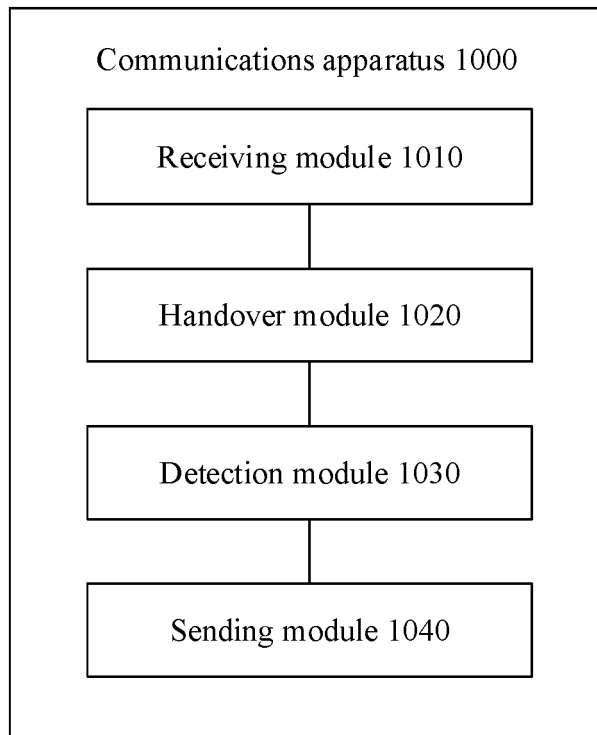 Communications apparatus 1000
Receiving module 1010
Handover module 1020
Detection module 1030
Sending module 1040